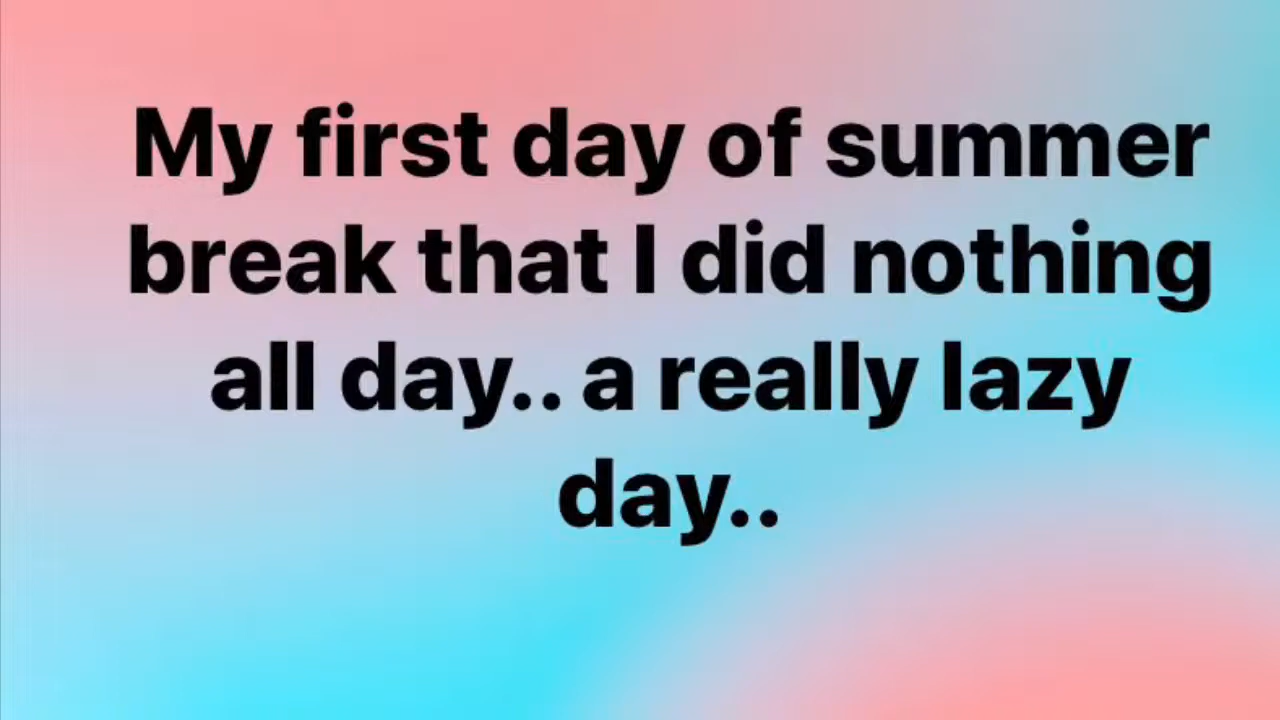 My first day of summer
break that I did nothing
all day.. a really lazy
day..